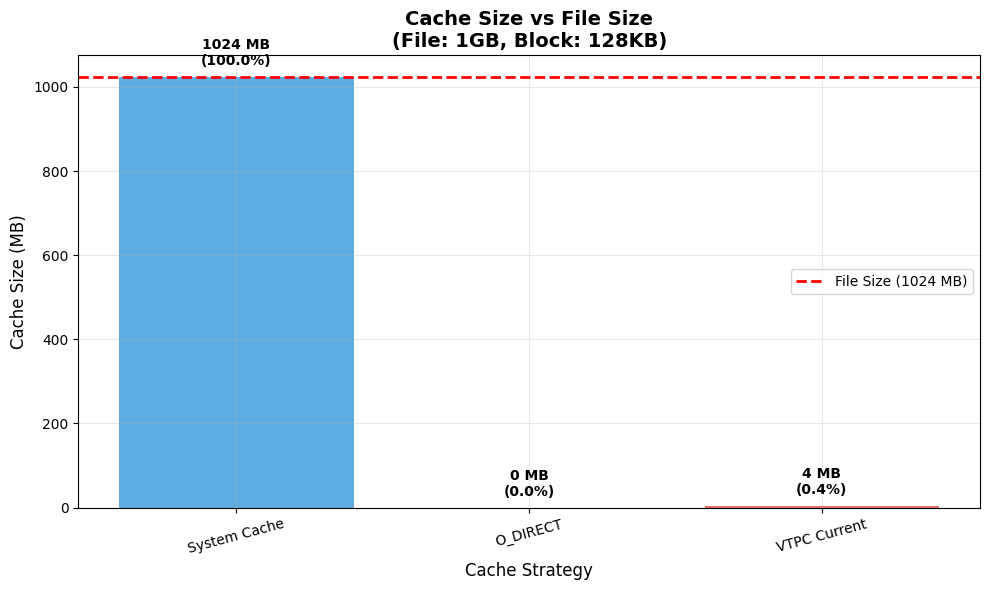 Cache Size vs File Size
(File: 1GB, Block: 128KB)
1024 MB
(100.0%)
1000
800
600
400
200
0
Cache Size (MB)
File Size (1024 MB)
0 MB
(0.0%)
4 MB
(0.4%)
System Cache
O_DIRECT
VTPC Current
Cache Strategy